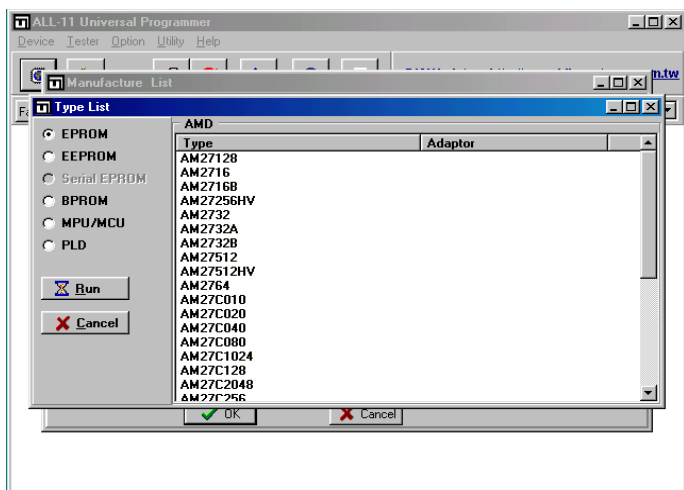 ALL-11 Universal Programmer
Device Tester Option Utility Help
Manufacture List
m.tw
Type List
EPROM
EEPROM
Serial EPROM
BPROM
MPU/MCU
PLD
Run
Cancel
AMD
Type Adaptor
AM27128
AM2716
AM2716B
AM27256HV
AM2732
AM2732A
AM2732B
AM27512
AM27512HV
AM2764
AM27C010
AM27C020
AM27C040
AM27C080
AM27C1024
AM27C128
AM27C2048
AM27C256
OK Cancel